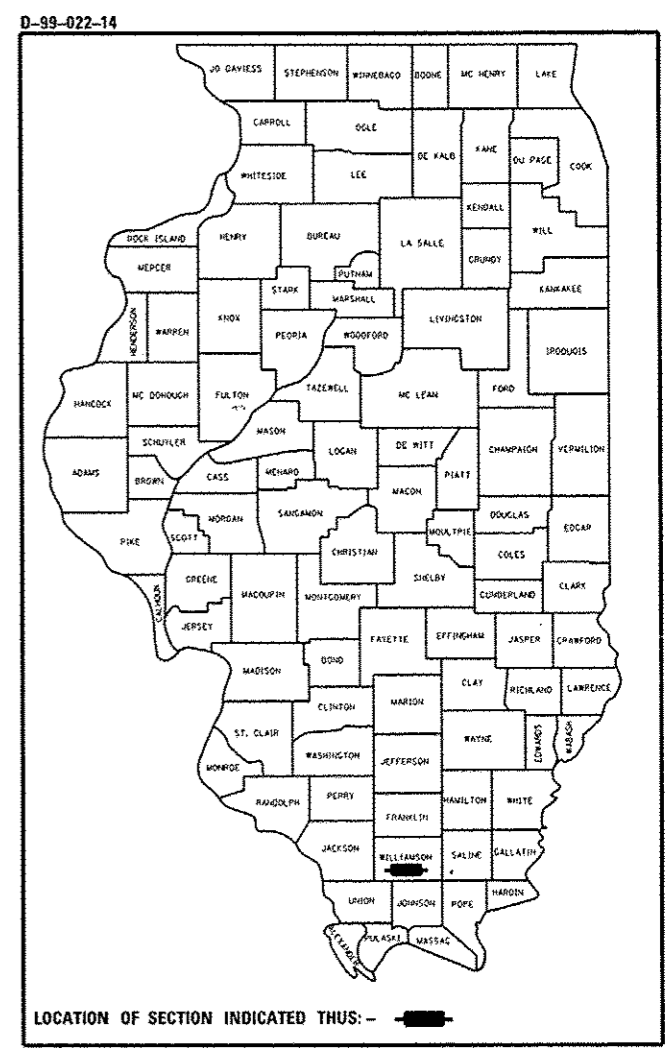 D-99-022-14
JO DAVIESS STEPHENSON WINNEBAGO BOONE MC HENRY LAKE
CARROLL OGLE
DE KALB KANE DU PAGE COOK
WHITESIDE LEE
KENDALL
ROCK ISLAND HENRY BUREAU LA SALLE WILL
MERCER PUTNAM GRUNDY
STARK MARSHALL KANKAKEE
HENDERSON WARREN KNOX PEORIA WOODFORD LIVINGSTON
IROQUOIS
HANCOCK MC DONOUGH FULTON TAZEWELL MC LEAN FORD
SCHUYLER MASON
ADAMS BROWN CASS MENARD LOGAN DE WITT PIATT CHAMPAIGN VERMILION
MACON
PIKE SCOTT MORGAN SANGAMON CHRISTIAN MOULTRIE DOUGLAS EDGAR
COLES
CALHOUN GREENE MACOUPIN MONTGOMERY SHELBY CUMBERLAND CLARK
JERSEY
MADISON BOND FAYETTE EFFINGHAM JASPER CRAWFORD
CLINTON MARION CLAY RICHLAND LAWRENCE
ST. CLAIR WASHINGTON JEFFERSON WAYNE EDWARDS WABASH
MONROE
RANDOLPH PERRY FRANKLIN HAMILTON WHITE
JACKSON WILLIAMSON SALINE GALLATIN
UNION JOHNSON POPE HARDIN
ALEXANDER PULASKI MASSAC
LOCATION OF SECTION INDICATED THUS: -